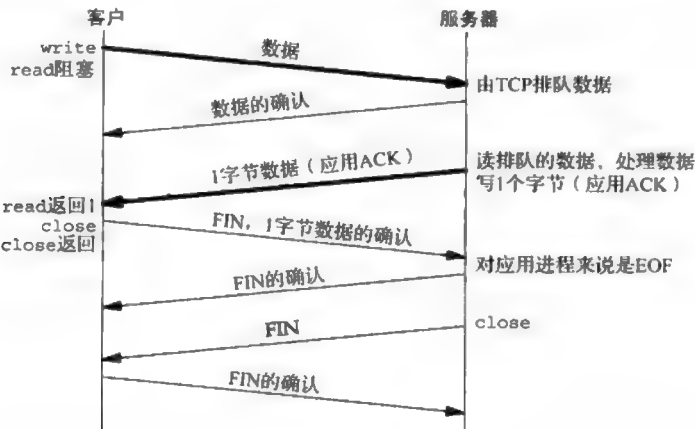 客户
服务器
write
read阻塞
数据
由TCP排队数据
数据的确认
1字节数据（应用ACK）
读排队的数据，处理数据
写1个字节（应用ACK）
read返回1
close
close返回
FIN，1字节数据的确认
对应用进程来说是EOF
FIN的确认
FIN
close
FIN的确认